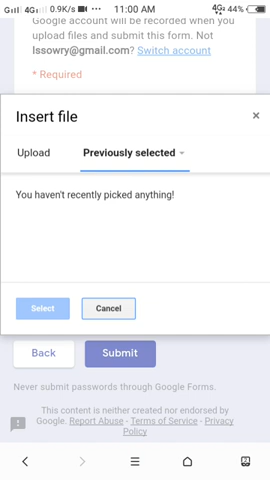 4G 0.9K/s 11:00 AM 4G 44%
Google account will be recorded when you
upload files and submit this form. Not
lssowry@gmail.com? Switch account
* Required
Insert file ×
Upload Previously selected
You haven't recently picked anything!
Select Cancel
Back Submit
Never submit passwords through Google Forms.
This content is neither created nor endorsed by
Google. Report Abuse - Terms of Service - Privacy
Policy